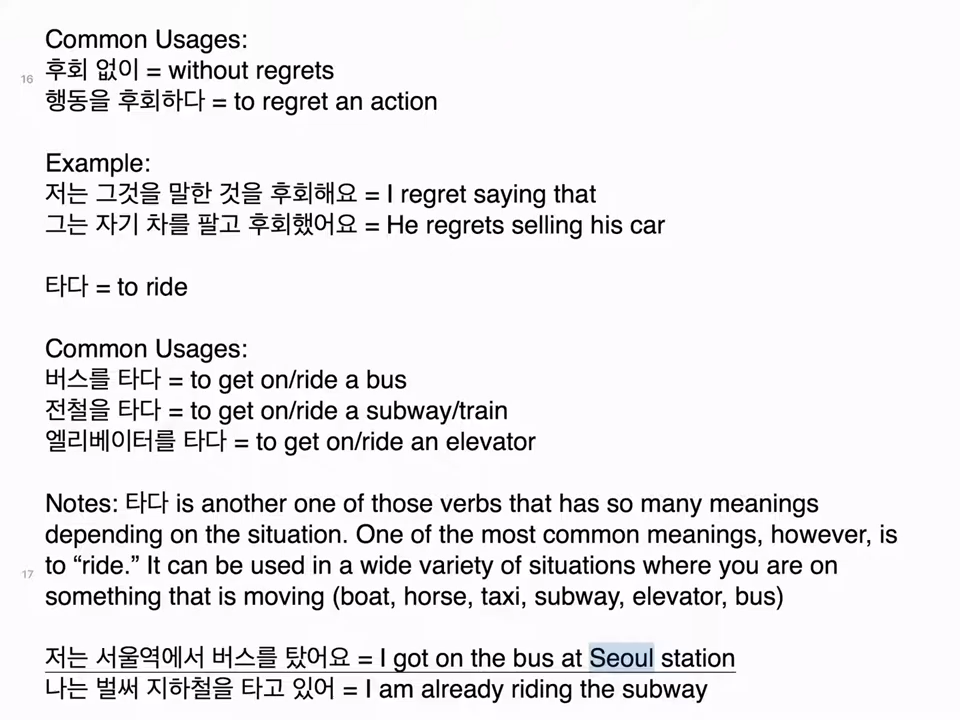 Common Usages:
16
후회 없이 = without regrets
행동을 후회하다 = to regret an action
Example:
저는 그것을 말한 것을 후회해요 = I regret saying that
그는 자기 차를 팔고 후회했어요 = He regrets selling his car
타다 = to ride
Common Usages:
버스를 타다 = to get on/ride a bus
전철을 타다 = to get on/ride a subway/train
엘리베이터를 타다 = to get on/ride an elevator
Notes: 타다 is another one of those verbs that has so many meanings
depending on the situation. One of the most common meanings, however, is
17
to “ride.” It can be used in a wide variety of situations where you are on
something that is moving (boat, horse, taxi, subway, elevator, bus)
저는 서울역에서 버스를 탔어요 = I got on the bus at Seoul station
나는 벌써 지하철을 타고 있어 = I am already riding the subway